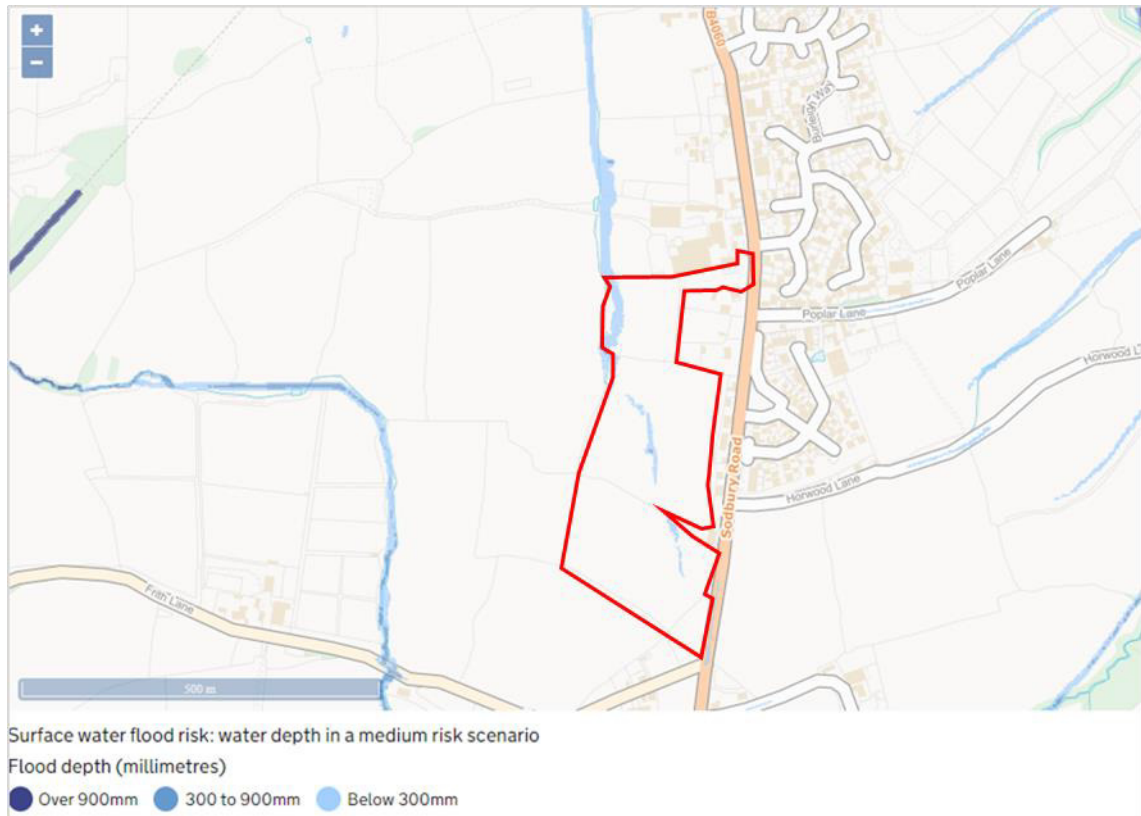 +
−
B4060
Burleigh Way
Poplar Lane
Poplar Lane
Horwood L
Horwood Lane
Sodbury Road
Frith Lane
500 m
Surface water flood risk: water depth in a medium risk scenario
Flood depth (millimetres)
Over 900mm 300 to 900mm Below 300mm